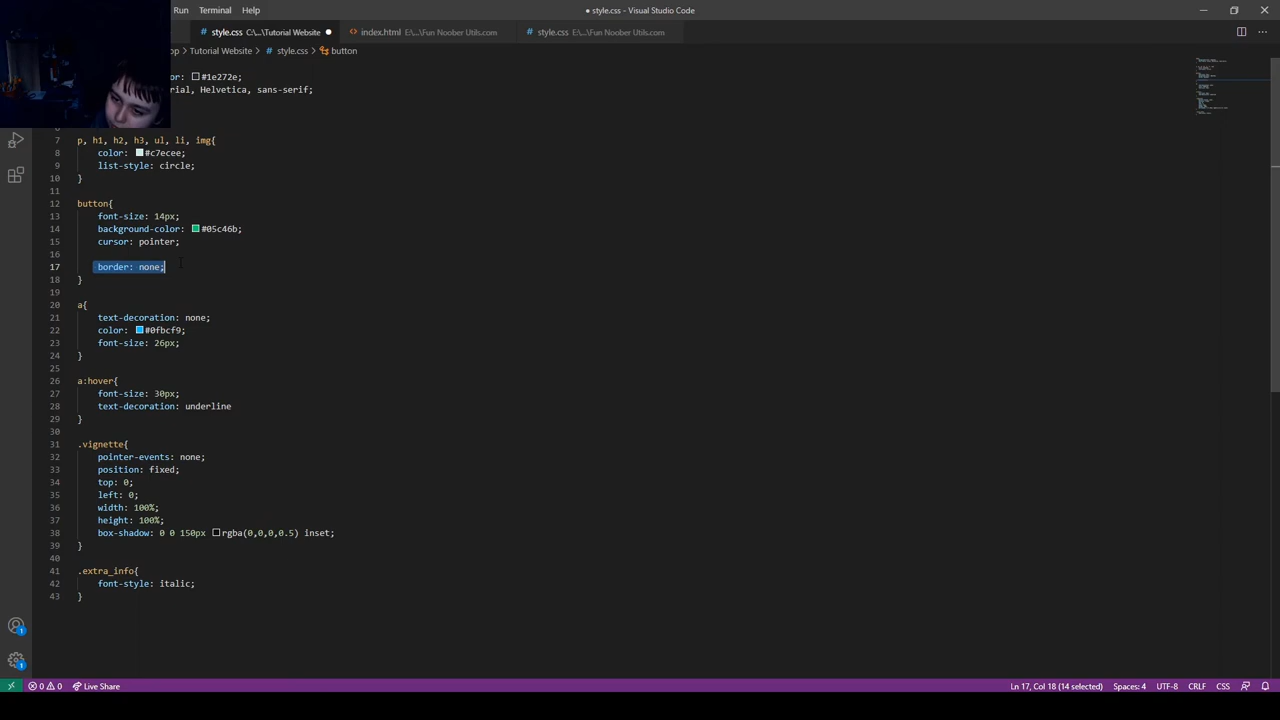 Run Terminal Help
● style.css - Visual Studio Code
style.css C:\...\Tutorial Website ●
index.html E:\...\Fun Noober Utils.com
style.css E:\...\Fun Noober Utils.com
Tutorial Website > style.css > button
#1e272e;
Helvetica, sans-serif;
7 p, h1, h2, h3, ul, li, img{
8 color: #c7ecee;
9 list-style: circle;
10 }
11
12 button{
13 font-size: 14px;
14 background-color: #05c46b;
15 cursor: pointer;
16
17 border: none;
18 }
19
20 a{
21 text-decoration: none;
22 color: #0fbcf9;
23 font-size: 26px;
24 }
25
26 a:hover{
27 font-size: 30px;
28 text-decoration: underline
29 }
30
31 .vignette{
32 pointer-events: none;
33 position: fixed;
34 top: 0;
35 left: 0;
36 width: 100%;
37 height: 100%;
38 box-shadow: 0 0 150px rgba(0,0,0,0.5) inset;
39 }
40
41 .extra_info{
42 font-style: italic;
43 }
1
1
0 0 Live Share
Ln 17, Col 18 (14 selected) Spaces: 4 UTF-8 CRLF CSS